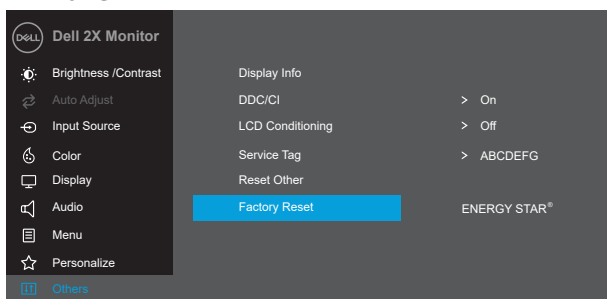 DELL Dell 2X Monitor
Brightness /Contrast Display Info
Auto Adjust DDC/CI > On
Input Source LCD Conditioning > Off
Color Service Tag > ABCDEFG
Display Reset Other
Audio Factory Reset ENERGY STAR®
Menu
Personalize
Others